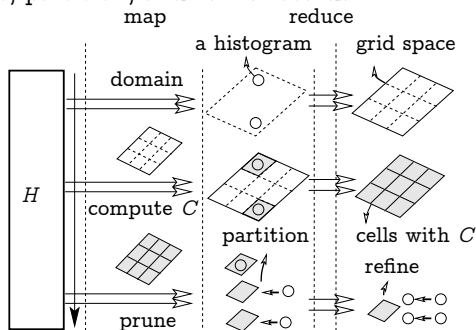 map reduce
a histogram grid space
domain
H
compute C
partition cells with C
refine
prune